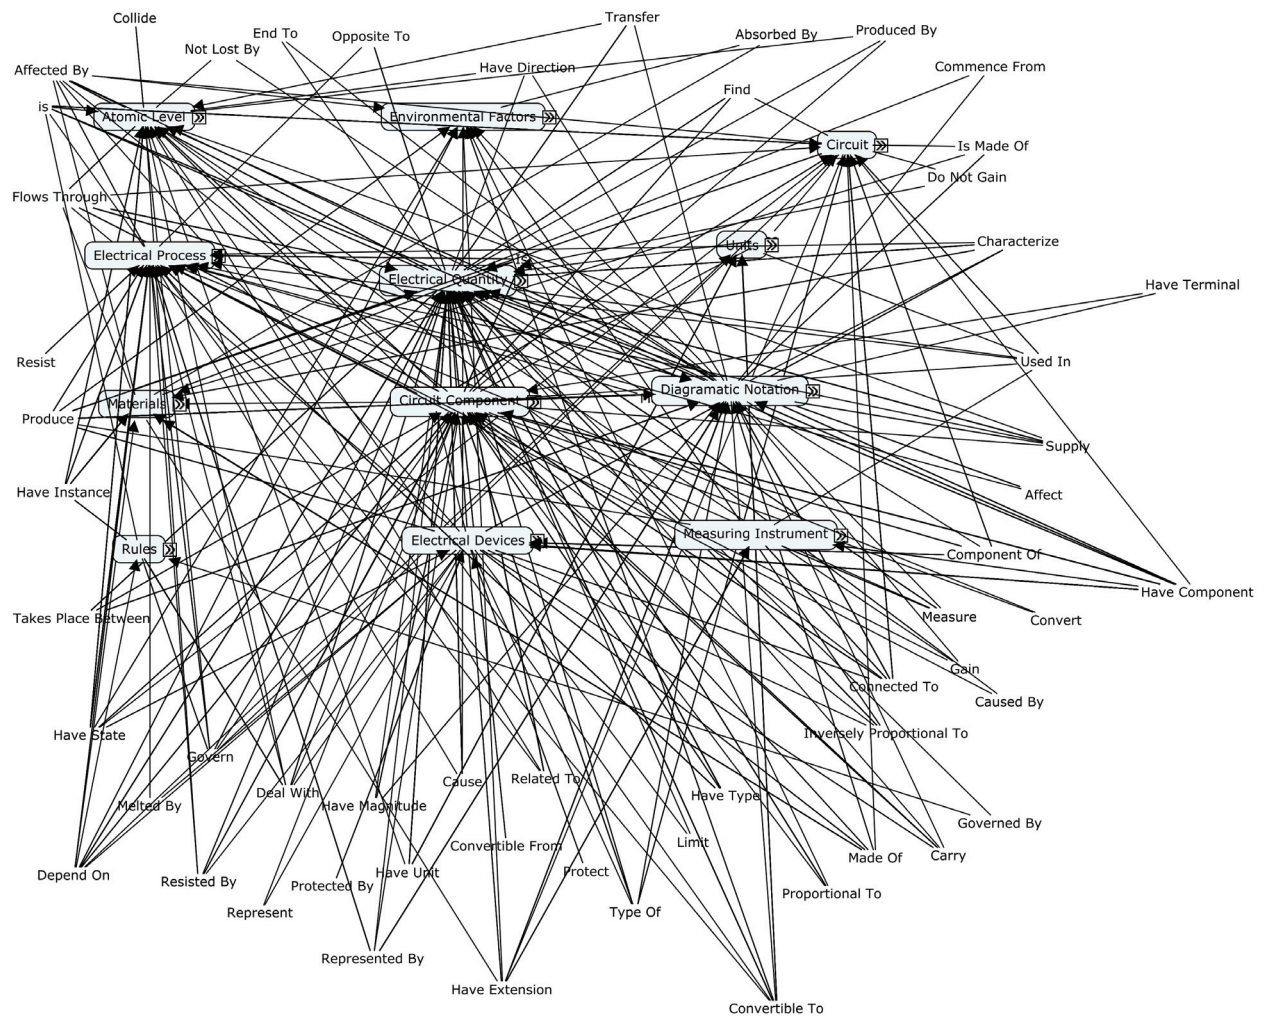 Collide
Transfer
Not Lost By
End To
Opposite To
Absorbed By
Produced By
Affected By
Have Direction
Commence From
Find
is
Atomic Level
Environmental Factors
Circuit
Is Made Of
Do Not Gain
Flows Through
Electrical Process
Units
Characterize
Electrical Quantity
is
Have Terminal
Resist
Used In
Materials
Circuit Component
Diagramatic Notation
Produce
Supply
Have Instance
Affect
Rules
Electrical Devices
Measuring Instrument
Component Of
Have Component
Takes Place Between
Measure
Convert
Gain
Connected To
Caused By
Have State
Inversely Proportional To
Govern
Melted By
Deal With
Have Magnitude
Cause
Related To
Have Type
Governed By
Convertible From
Limit
Made Of
Carry
Depend On
Resisted By
Protected By
Have Unit
Protect
Proportional To
Represent
Type Of
Represented By
Have Extension
Convertible To